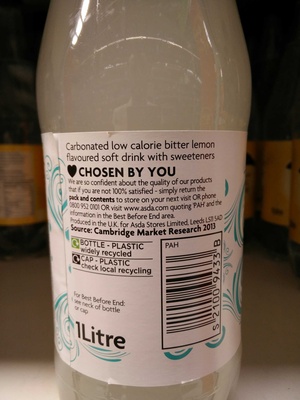 Carbonated low calorie bitter lemon
flavoured soft drink with sweeteners
CHOSEN BY YOU
We are so confident about the quality of our products
that if you are not 100% satisfied - simply return the
pack and contents to store on your next visit OR phone
0800 952 0101 OR visit www.asda.com quoting 'PAH' and the
information in the Best Before End area.
Produced in the U.K. for Asda Stores Limited, Leeds, LS11 5AD
Source: Cambridge Market Research 2013
BOTTLE - PLASTIC
widely recycled
CAP - PLASTIC
Check local recycling
PAH
For Best Before End:
see neck of bottle
or cap
1Litre